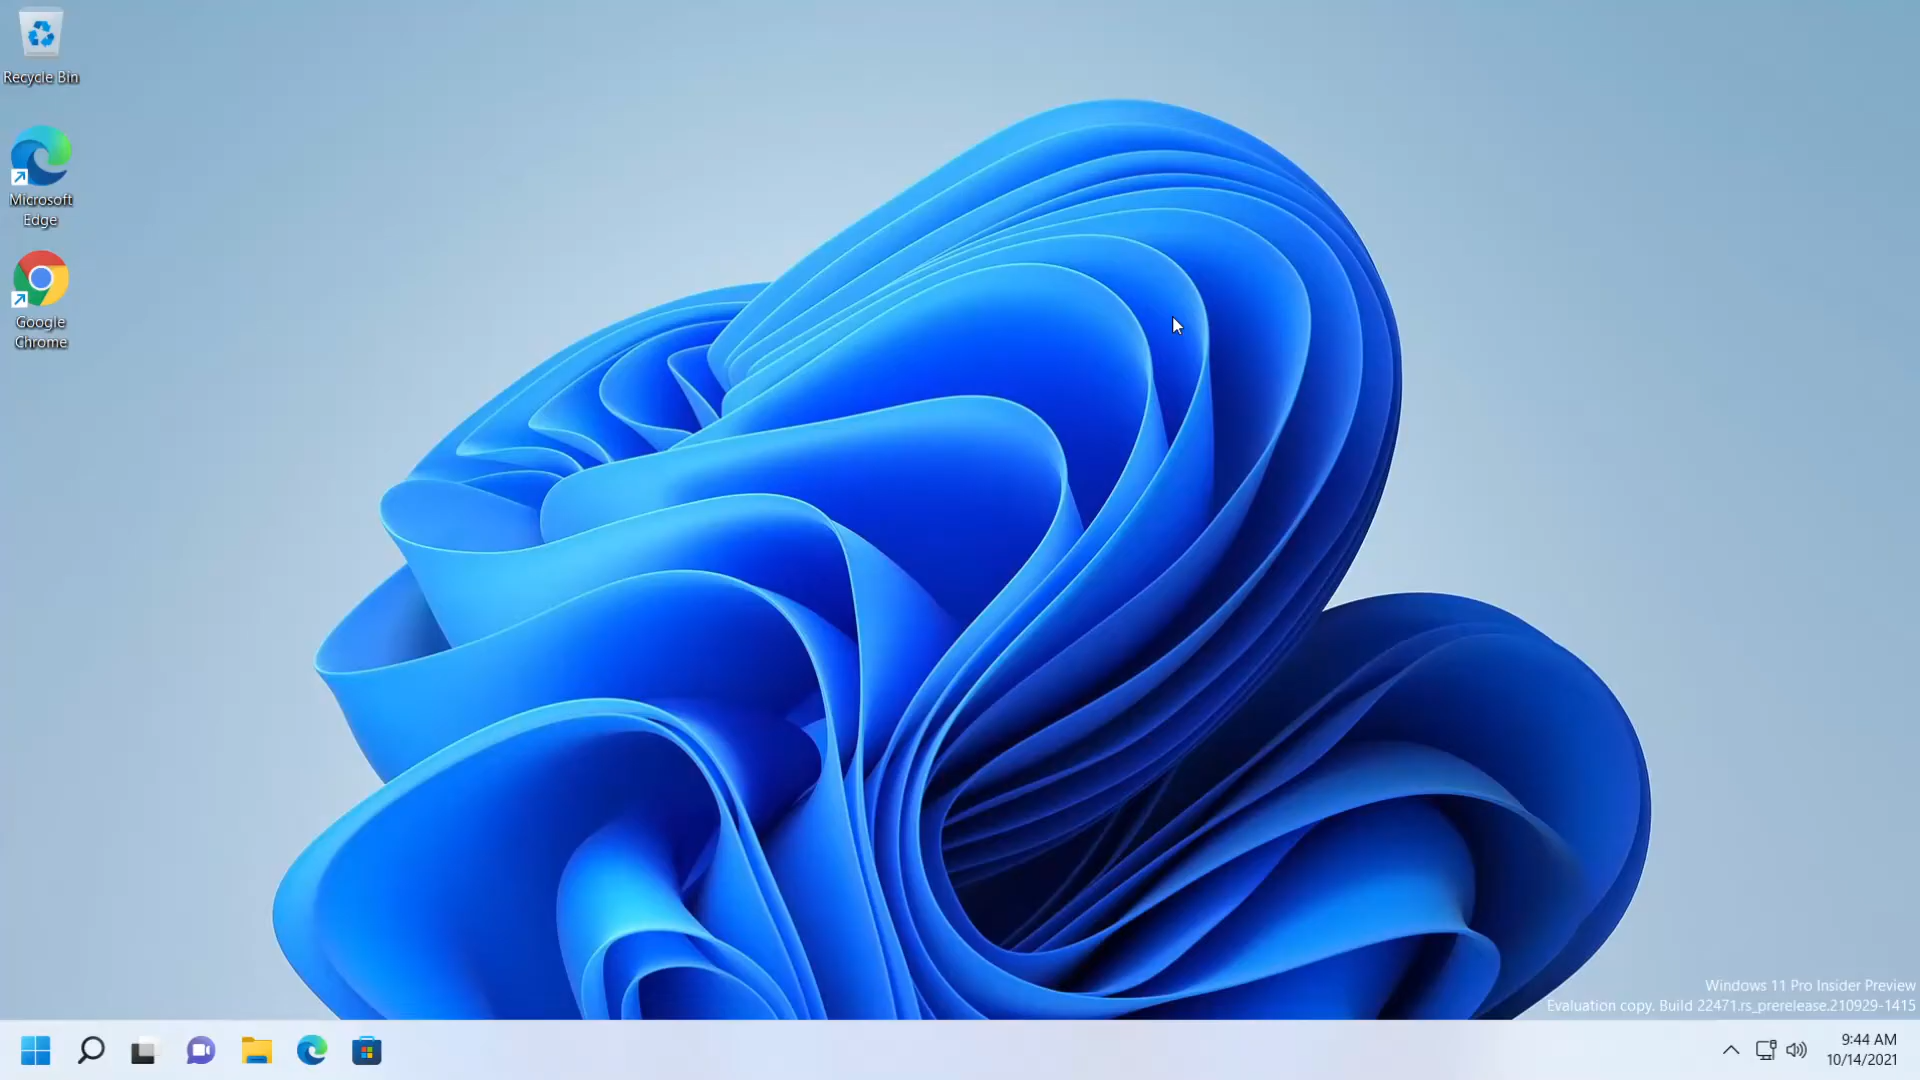 Recycle Bin
Microsoft
Edge
Google
Chrome
Windows 11 Pro Insider Preview
Evaluation copy. Build 22471.rs_prerelease.210929-1415
9:44 AM
10/14/2021